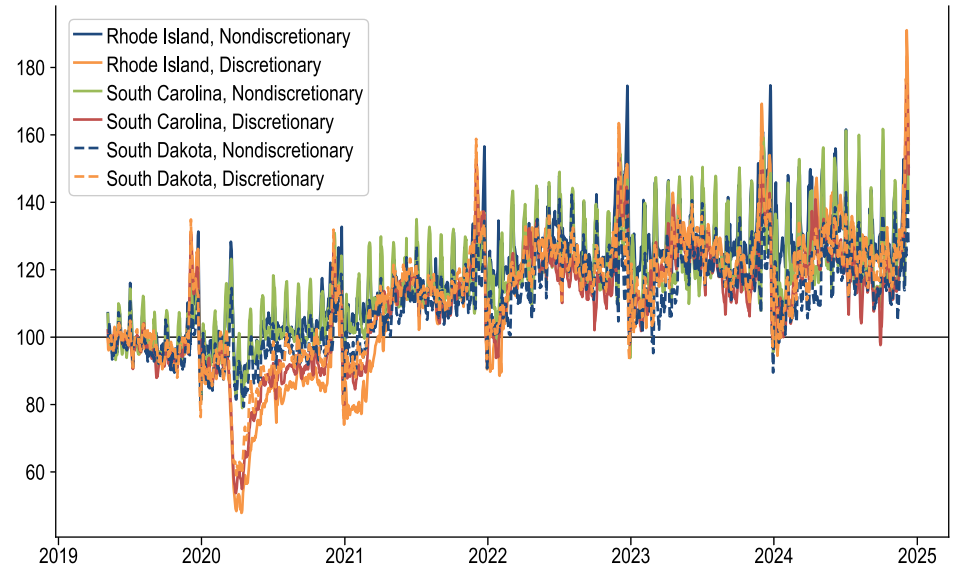 Rhode Island, Nondiscretionary
Rhode Island, Discretionary
South Carolina, Nondiscretionary
South Carolina, Discretionary
South Dakota, Nondiscretionary
South Dakota, Discretionary
180
160
140
120
100
80
60
2019 2020 2021 2022 2023 2024 2025